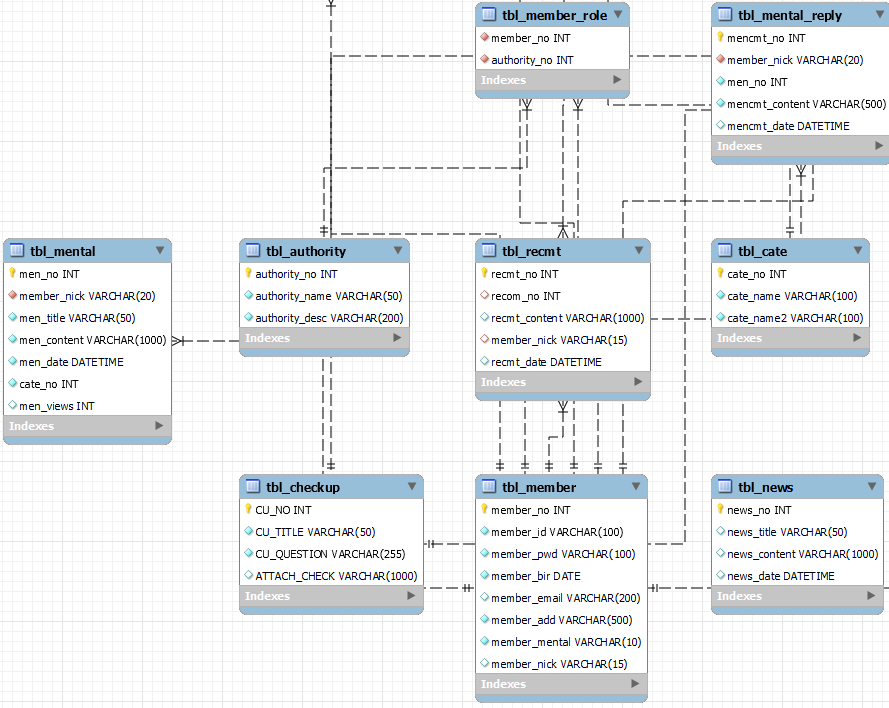 tbl_member_role
member_no INT
authority_no INT
Indexes
tbl_mental_reply
mencmt_no INT
member_nick VARCHAR(20)
men_no INT
mencmt_content VARCHAR(500)
mencmt_date DATETIME
Indexes
tbl_mental
men_no INT
member_nick VARCHAR(20)
men_title VARCHAR(50)
men_content VARCHAR(1000)
men_date DATETIME
cate_no INT
men_views INT
Indexes
tbl_authority
authority_no INT
authority_name VARCHAR(50)
authority_desc VARCHAR(200)
Indexes
tbl_recmt
recmt_no INT
recom_no INT
recmt_content VARCHAR(1000)
member_nick VARCHAR(15)
recmt_date DATETIME
Indexes
tbl_cate
cate_no INT
cate_name VARCHAR(100)
cate_name2 VARCHAR(100)
Indexes
tbl_checkup
CU_NO INT
CU_TITLE VARCHAR(50)
CU_QUESTION VARCHAR(255)
ATTACH_CHECK VARCHAR(1000)
Indexes
tbl_member
member_no INT
member_id VARCHAR(100)
member_pwd VARCHAR(100)
member_bir DATE
member_email VARCHAR(200)
member_add VARCHAR(500)
member_mental VARCHAR(10)
member_nick VARCHAR(15)
Indexes
tbl_news
news_no INT
news_title VARCHAR(50)
news_content VARCHAR(1000)
news_date DATETIME
Indexes